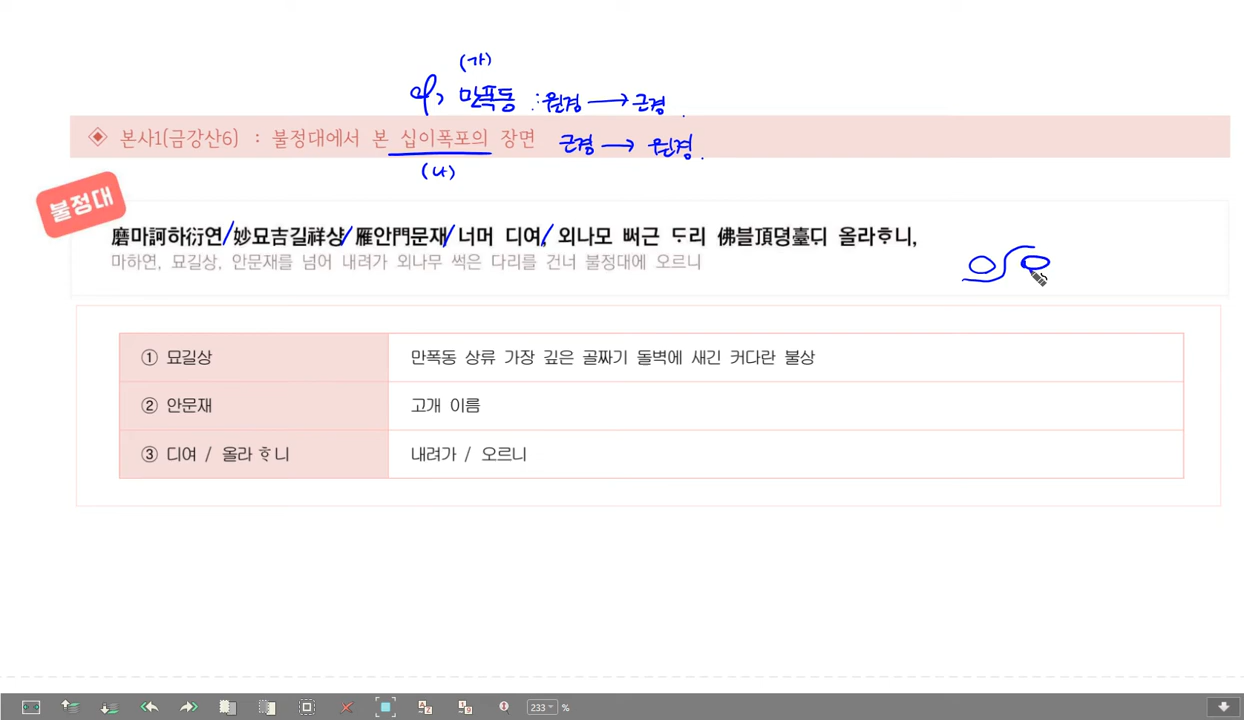 (가)
앞, 만폭동 : 원경 → 근경.
◈ 본사1(금강산6) : 불정대에서 본 십이폭포의 장면 근경 → 원경.
(나)
불정대
磨마訶하衍연/妙묘吉길祥샹/雁안門문재/너머 디여,/외나모 뻐근 ᄃᆞ리 佛블頂뎡臺ᄃᆡ 올라ᄒᆞ니,
마하연, 묘길상, 안문재를 넘어 내려가 외나무 썩은 다리를 건너 불정대에 오르니
① 묘길상 만폭동 상류 가장 깊은 골짜기 돌벽에 새긴 커다란 불상
② 안문재 고개 이름
③ 디여 / 올라 ᄒᆞ니 내려가 / 오르니
233 %